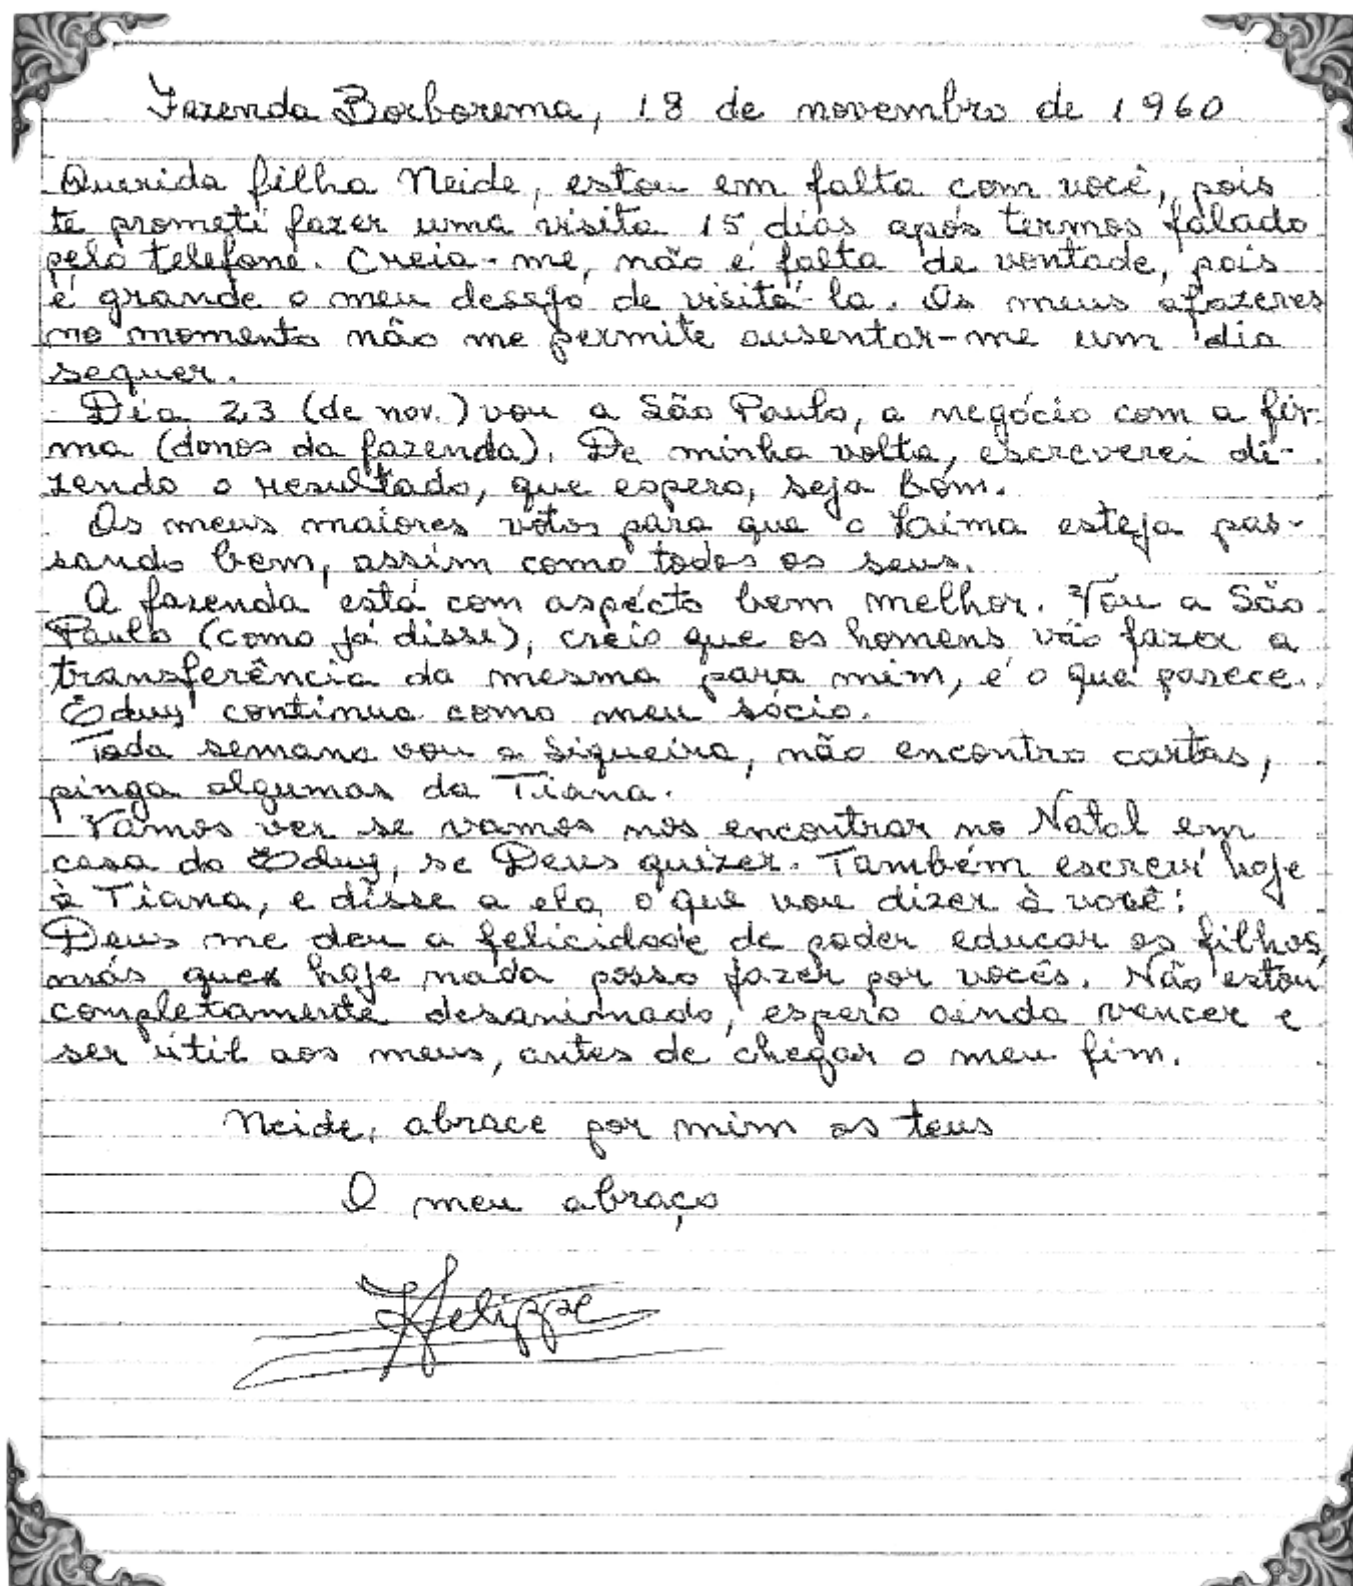 Fazenda Borborema, 18 de novembro de 1960
Querida filha Neide, estou em falta com você, pois
te prometi fazer uma visita 15 dias após termos falado
pelo telefone. Creia-me, não é falta de vontade, pois
é grande o meu desejo de visitá-la. Os meus afazeres
no momento não me permite ausentar-me um dia
sequer.
Dia 23 (de nov.) vou a São Paulo, a negócio com a fir-
ma (donos da fazenda). De minha volta, escreverei di-
zendo o resultado, que espero, seja bom.
Os meus maiores votos para que o Laima esteja pas-
sando bem, assim como todos os seus.
A fazenda está com aspécto bem melhor. Vou a São
Paulo (como já disse), creio que os homens vão fazer a
transferência da mesma para mim, é o que parece.
Eduy continua como meu sócio.
Toda semana vou a Siqueira, não encontro cartas,
pinga algumas da Tiana.
Vamos ver se vamos nos encontrar no Natal em
casa do Eduy, se Deus quizer. Também escreví hoje
à Tiana, e disse a ela o que vou dizer à você:
Deus me deu a felicidade de poder educar os filhos,
más que hoje nada posso fazer por vocês. Não estou
completamente desanimado, espero ainda vencer e
ser útil aos meus, antes de chegar o meu fim.
Neide, abrace por mim os teus
O meu abraço
Felippe